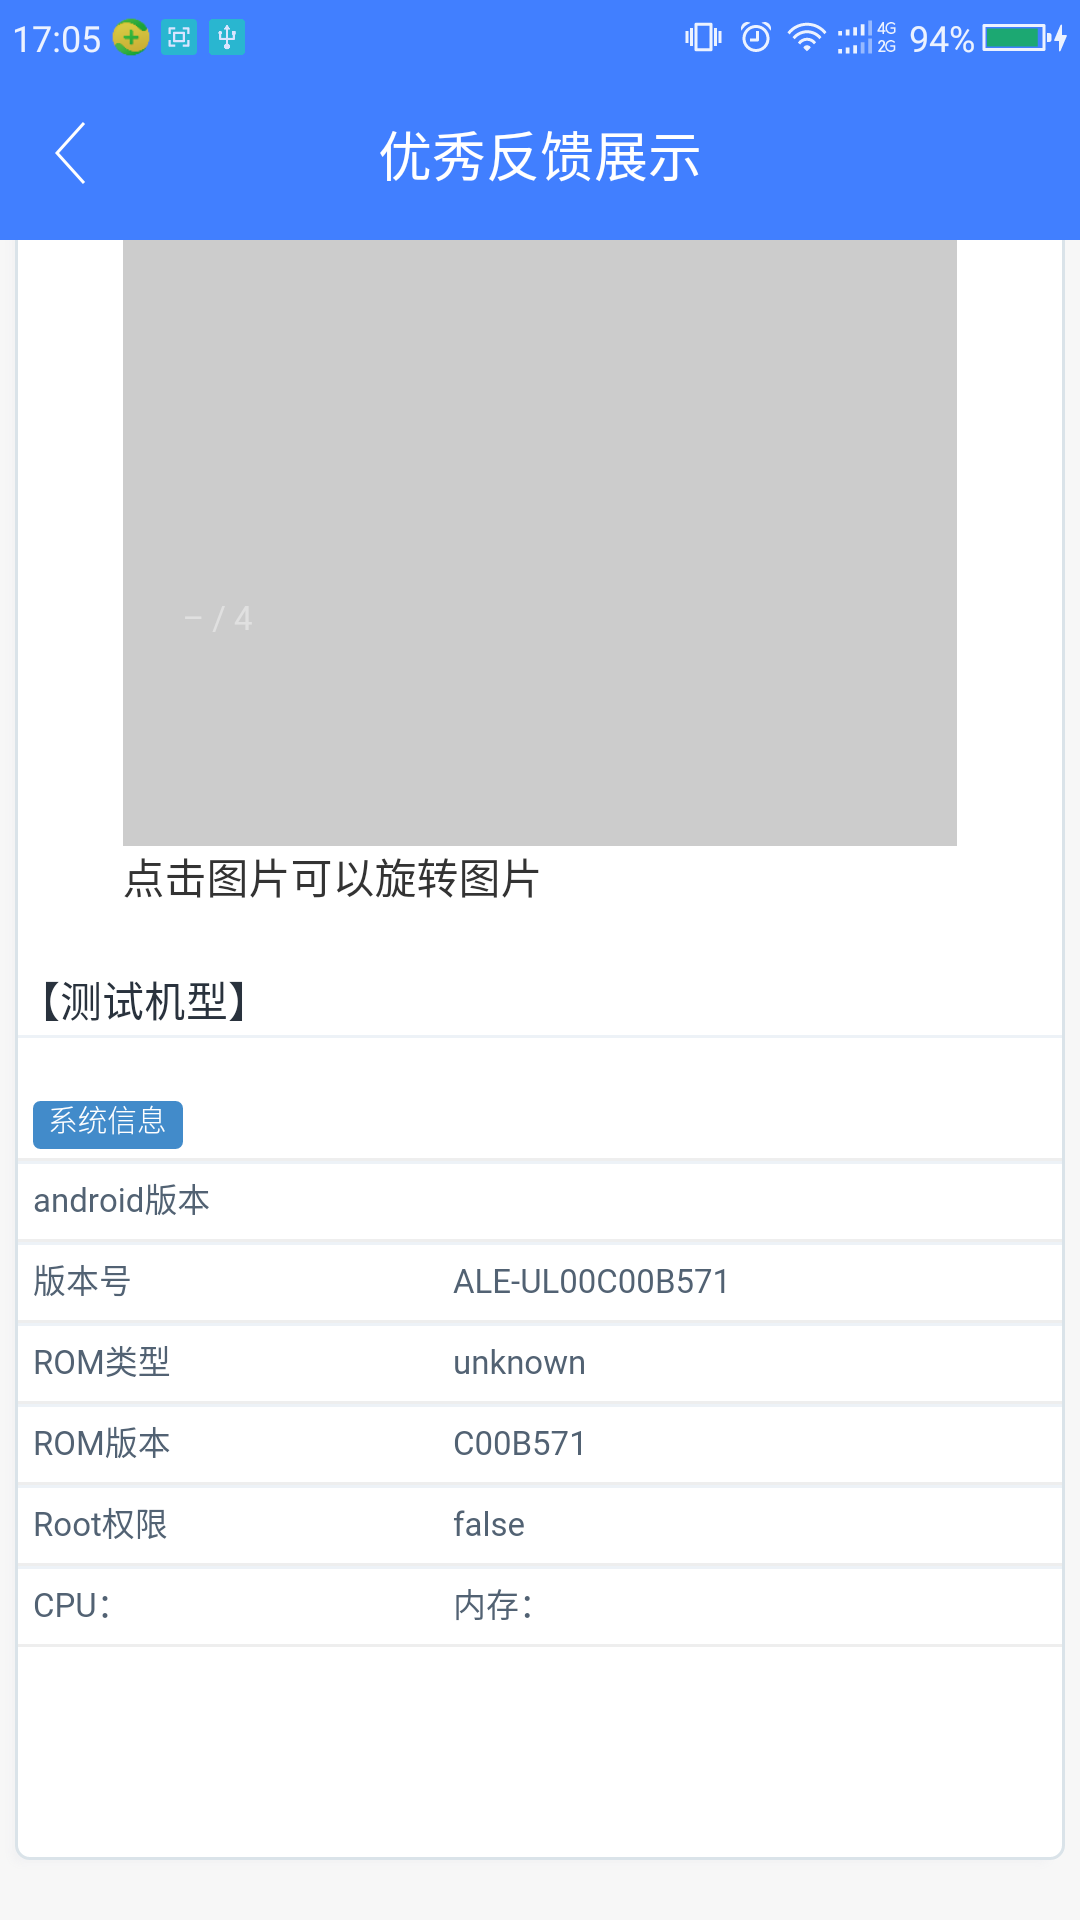 17:05 4G 2G 94%
优秀反馈展示
– / 4
点击图片可以旋转图片
【测试机型】
系统信息
android版本
版本号 ALE-UL00C00B571
ROM类型 unknown
ROM版本 C00B571
Root权限 false
CPU： 内存：